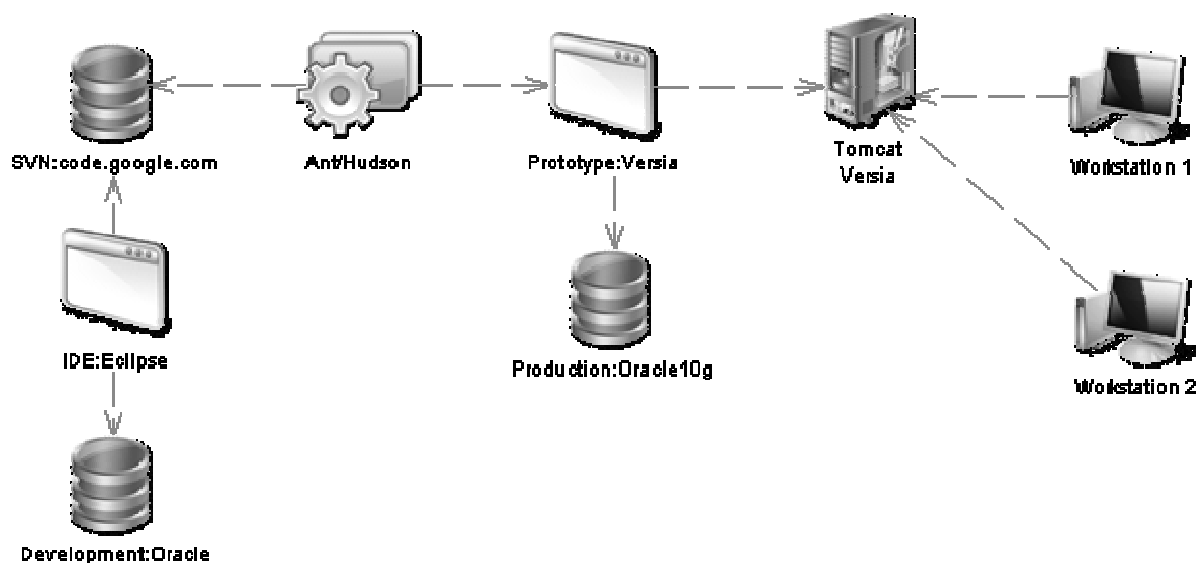 SVN:code.google.com
Ant/Hudson
Prototype:Versia
Tomcat
Versia
Workstation 1
IDE:Eclipse
Production:Oracle10g
Workstation 2
Development:Oracle